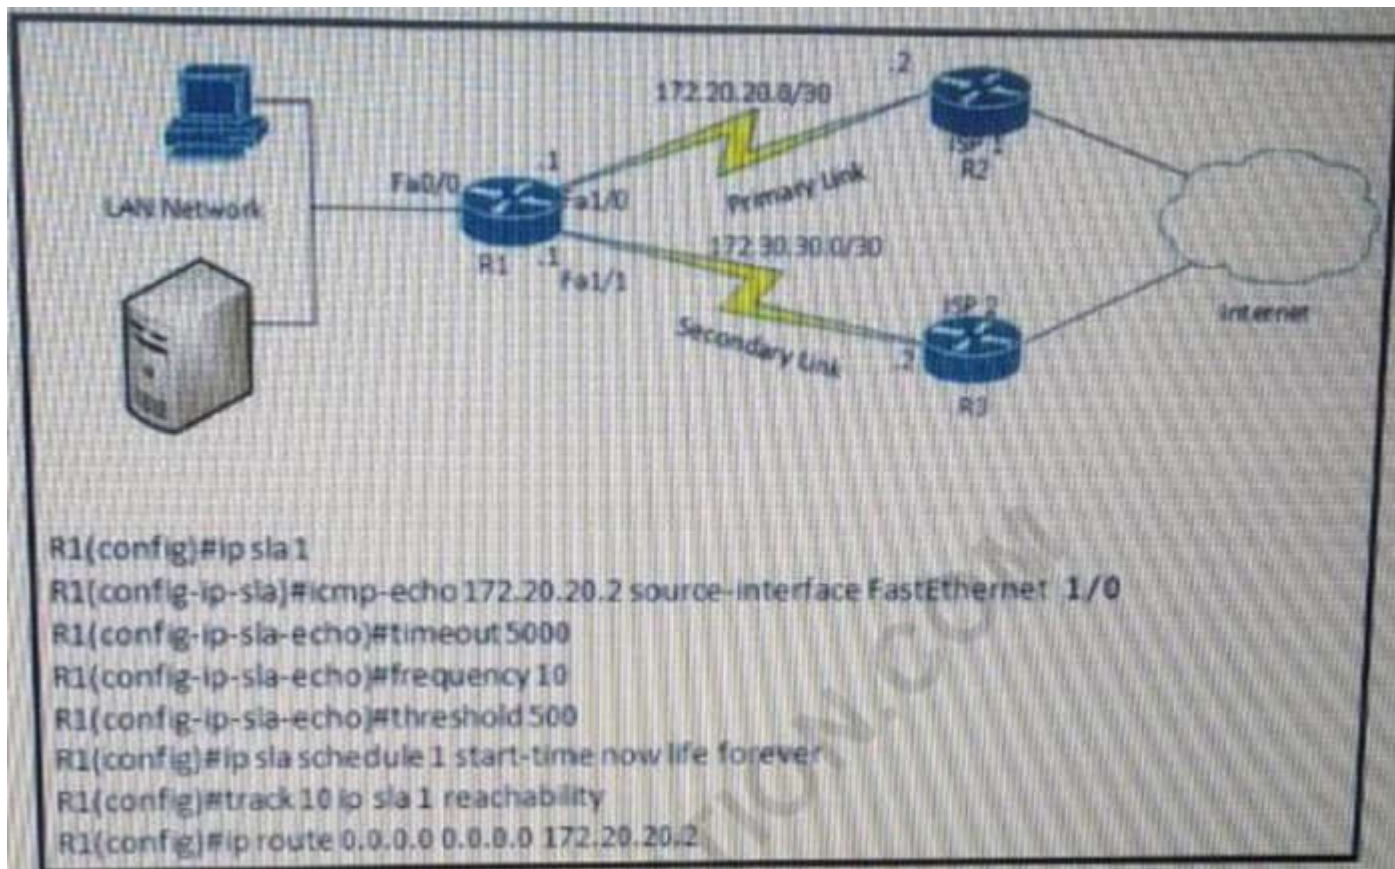 .2
172.20.20.0/30
ISP 1
R2
Primary Link
LAN Network
Fa0/0
.1
Fa1/0
R1
.1
Fa1/1
172.30.30.0/30
Secondary Link
ISP 2
.2
R3
Internet
R1(config)#ip sla 1
R1(config-ip-sla)#icmp-echo 172.20.20.2 source-interface FastEthernet 1/0
R1(config-ip-sla-echo)#timeout 5000
R1(config-ip-sla-echo)#frequency 10
R1(config-ip-sla-echo)#threshold 500
R1(config)#ip sla schedule 1 start-time now life forever
R1(config)#track 10 ip sla 1 reachability
R1(config)#ip route 0.0.0.0 0.0.0.0 172.20.20.2
TION.COM